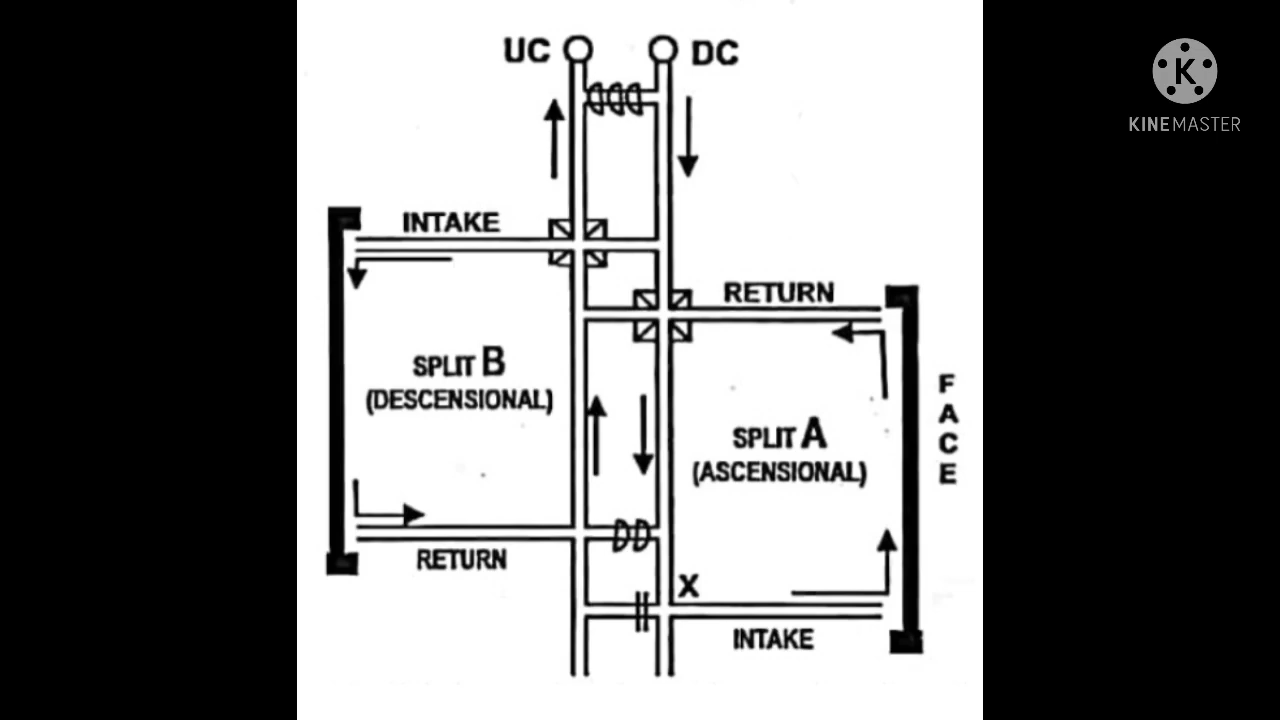 UC
DC
K
KINEMASTER
INTAKE
RETURN
SPLIT B
(DESCENSIONAL)
FACE
SPLIT A
(ASCENSIONAL)
RETURN
X
INTAKE